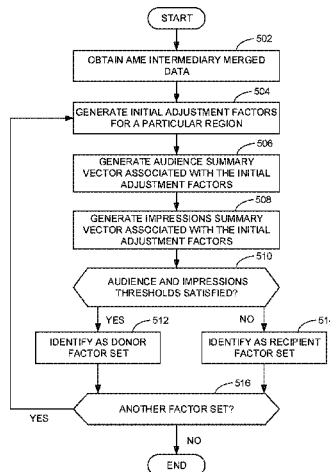 START
502
OBTAIN AME INTERMEDIARY MERGED
DATA
504
GENERATE INITIAL ADJUSTMENT FACTORS
FOR A PARTICULAR REGION
506
GENERATE AUDIENCE SUMMARY
VECTOR ASSOCIATED WITH THE INITIAL
ADJUSTMENT FACTORS
508
GENERATE IMPRESSIONS SUMMARY
VECTOR ASSOCIATED WITH THE INITIAL
ADJUSTMENT FACTORS
510
AUDIENCE AND IMPRESSIONS
THRESHOLDS SATISFIED?
YES
512
NO
514
IDENTIFY AS DONOR
FACTOR SET
IDENTIFY AS RECIPIENT
FACTOR SET
516
ANOTHER FACTOR SET?
YES
NO
END